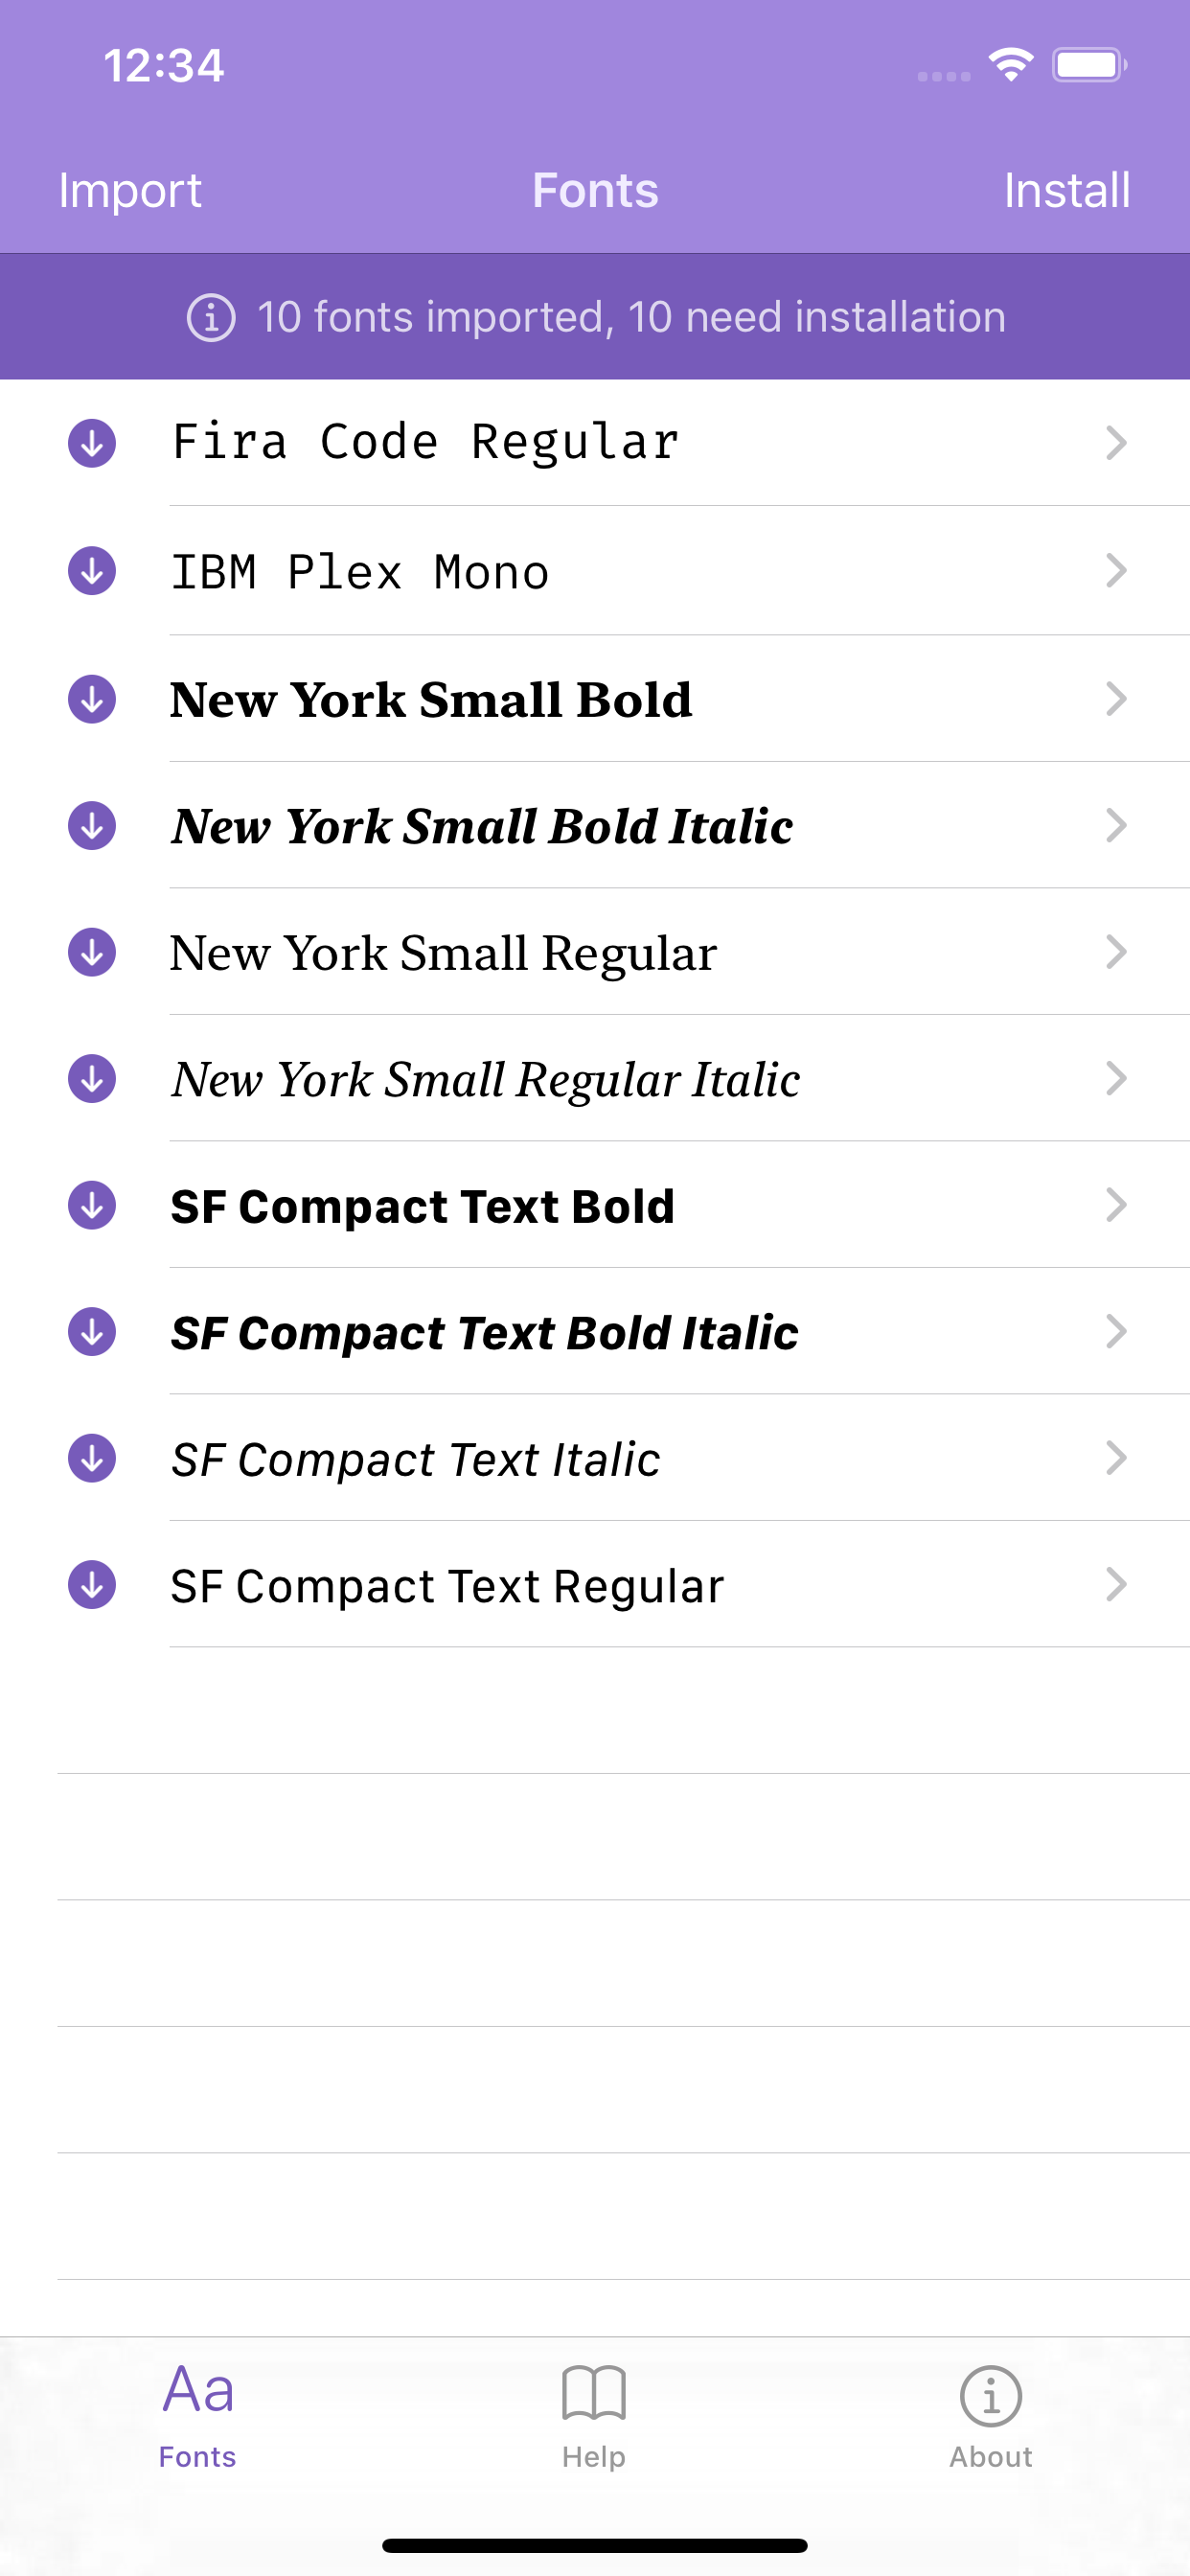 12:34
Import Fonts Install
10 fonts imported, 10 need installation
Fira Code Regular
IBM Plex Mono
New York Small Bold
New York Small Bold Italic
New York Small Regular
New York Small Regular Italic
SF Compact Text Bold
SF Compact Text Bold Italic
SF Compact Text Italic
SF Compact Text Regular
Aa
Fonts Help About